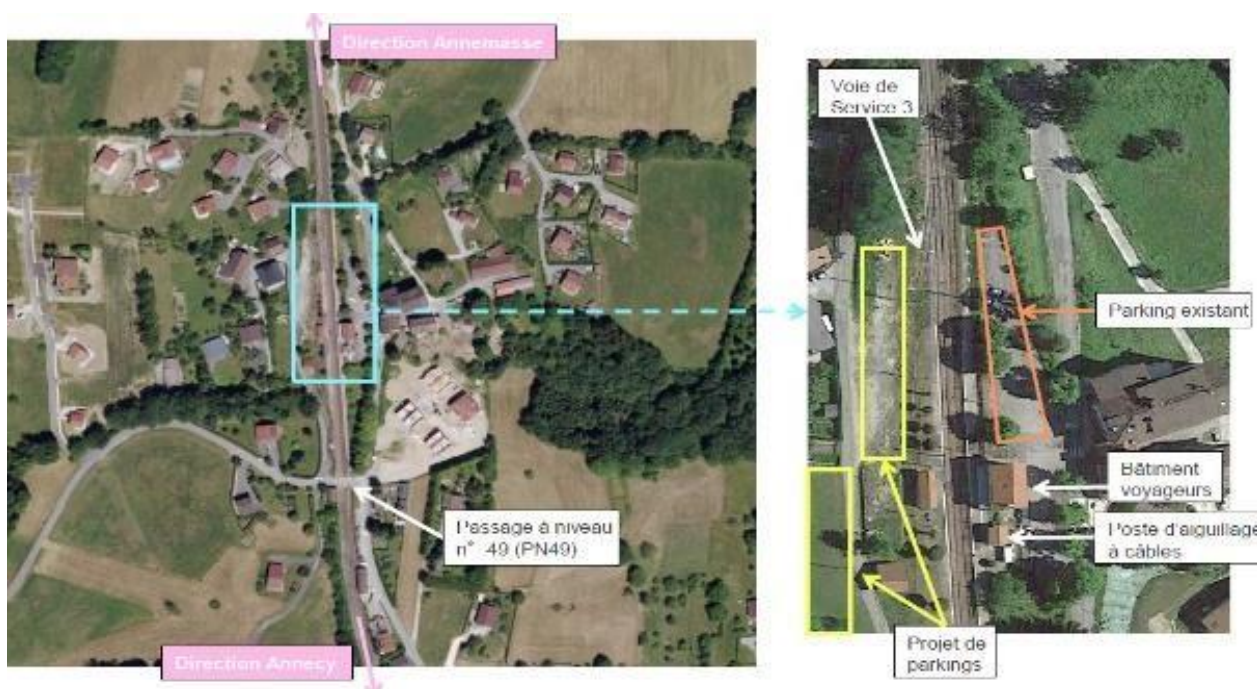 Direction Annemasse
Voie de
Service 3
Parking existant
Bâtiment
voyageurs
Passage à niveau
n° 49 (PN49)
Poste d'aiguillage
à câbles
Projet de
parkings
Direction Annecy